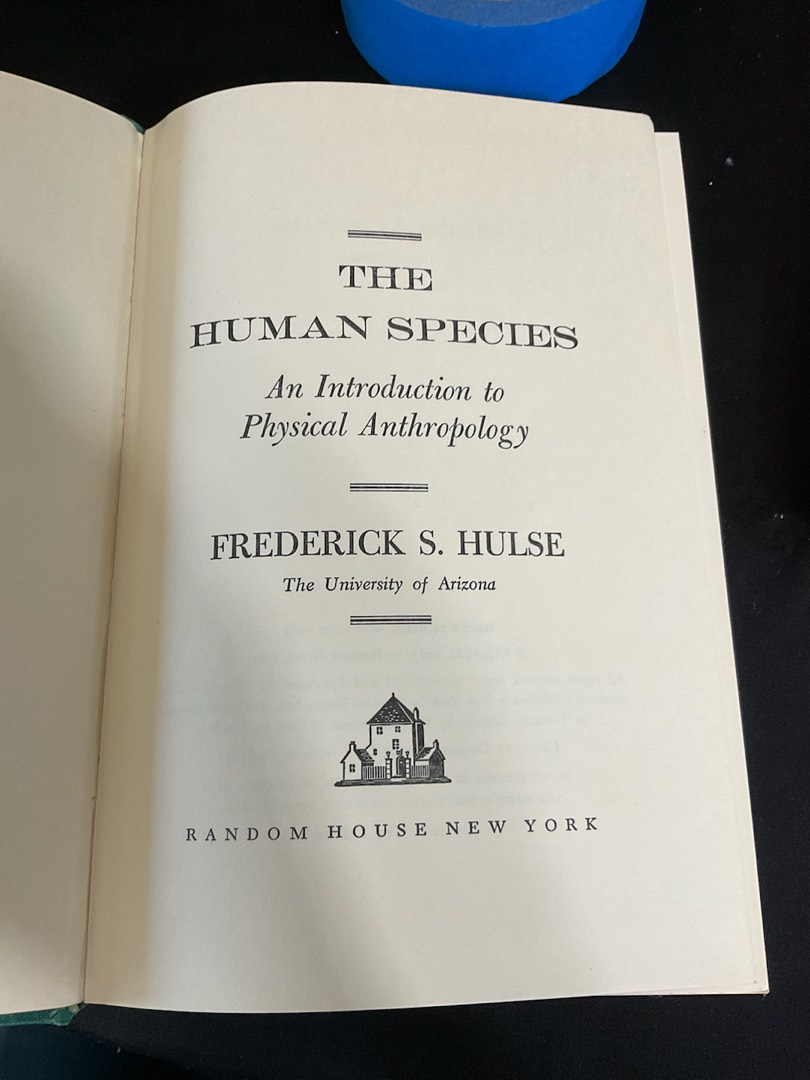 THE
HUMAN SPECIES
An Introduction to
Physical Anthropology
FREDERICK S. HULSE
The University of Arizona
RANDOM HOUSE NEW YORK